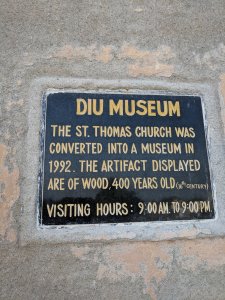 DIU MUSEUM
THE ST. THOMAS CHURCH WAS
CONVERTED INTO A MUSEUM IN
1992. THE ARTIFACT DISPLAYED
ARE OF WOOD, 400 YEARS OLD (16TH CENTURY)
VISITING HOURS: 9:00 AM. TO 9:00 PM.